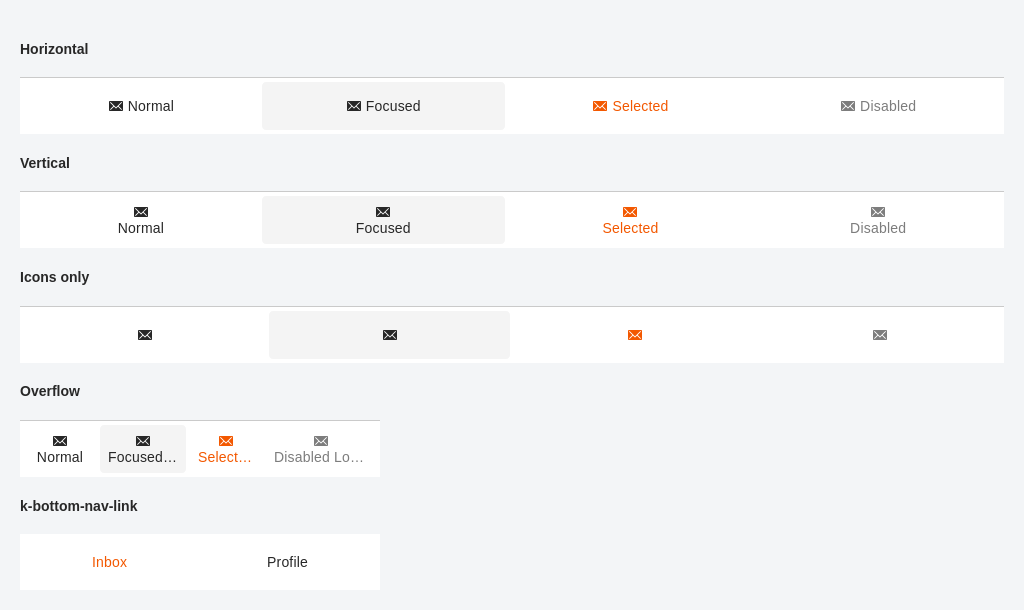 Horizontal
Normal Focused Selected Disabled
Vertical
Normal Focused Selected Disabled
Icons only
Overflow
Normal Focused… Select… Disabled Lo…
k-bottom-nav-link
Inbox Profile